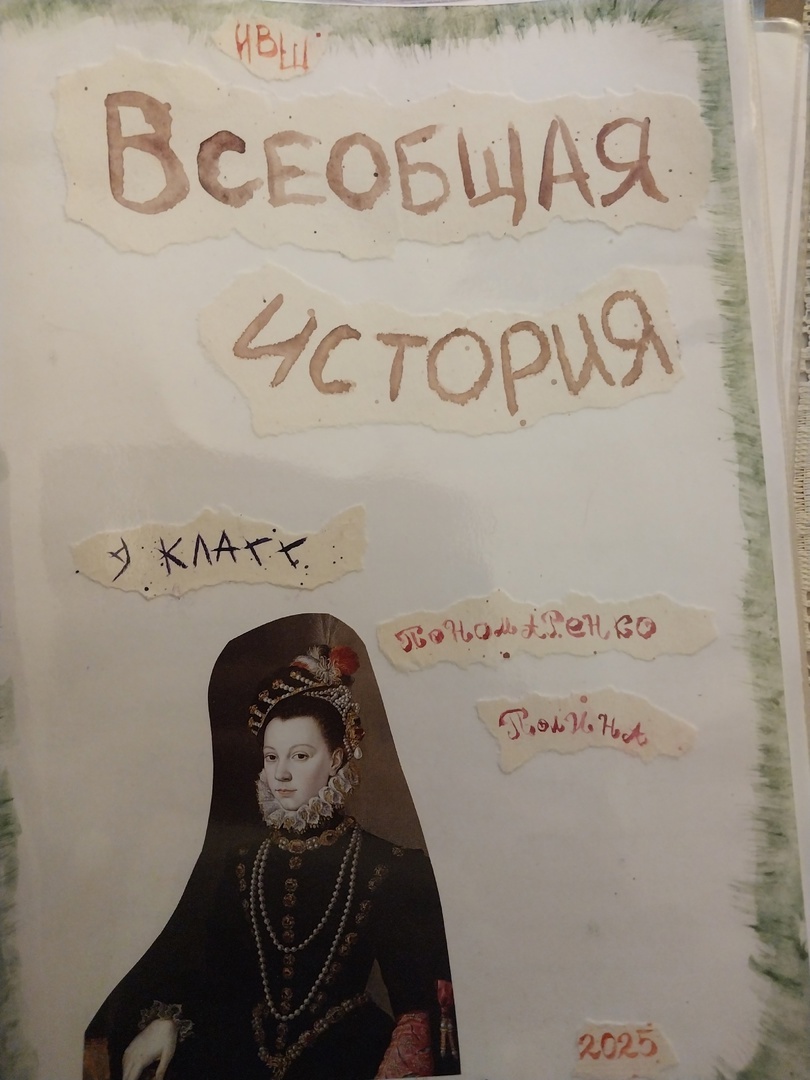 ИВШ
ВСЕОБЩАЯ
ИСТОРИЯ
9 КЛАСС
ПОНОМАРЕНКО
ПОЛИНА
2025